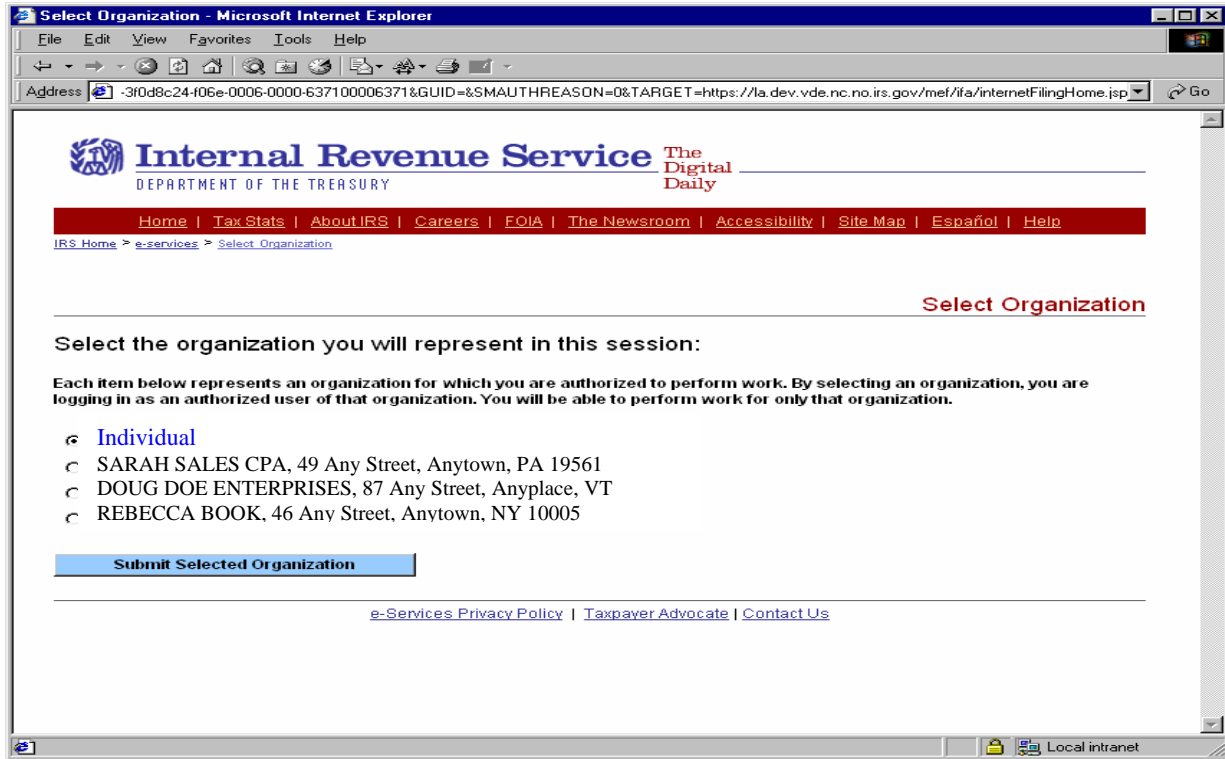 Select Organization - Microsoft Internet Explorer
File Edit View Favorites Tools Help
Address -3f0d8c24-f06e-0006-0000-637100006371&GUID=&SMAUTHREASON=0&TARGET=https://la.dev.vde.nc.no.irs.gov/mef/ifa/internetFilingHome.jsp Go
Internal Revenue Service The Digital Daily
DEPARTMENT OF THE TREASURY
Home | Tax Stats | About IRS | Careers | FOIA | The Newsroom | Accessibility | Site Map | Español | Help
IRS Home > e-services > Select Organization
Select Organization
Select the organization you will represent in this session:
Each item below represents an organization for which you are authorized to perform work. By selecting an organization, you are
logging in as an authorized user of that organization. You will be able to perform work for only that organization.
Individual
SARAH SALES CPA, 49 Any Street, Anytown, PA 19561
DOUG DOE ENTERPRISES, 87 Any Street, Anyplace, VT
REBECCA BOOK, 46 Any Street, Anytown, NY 10005
Submit Selected Organization
e-Services Privacy Policy | Taxpayer Advocate | Contact Us
Local intranet